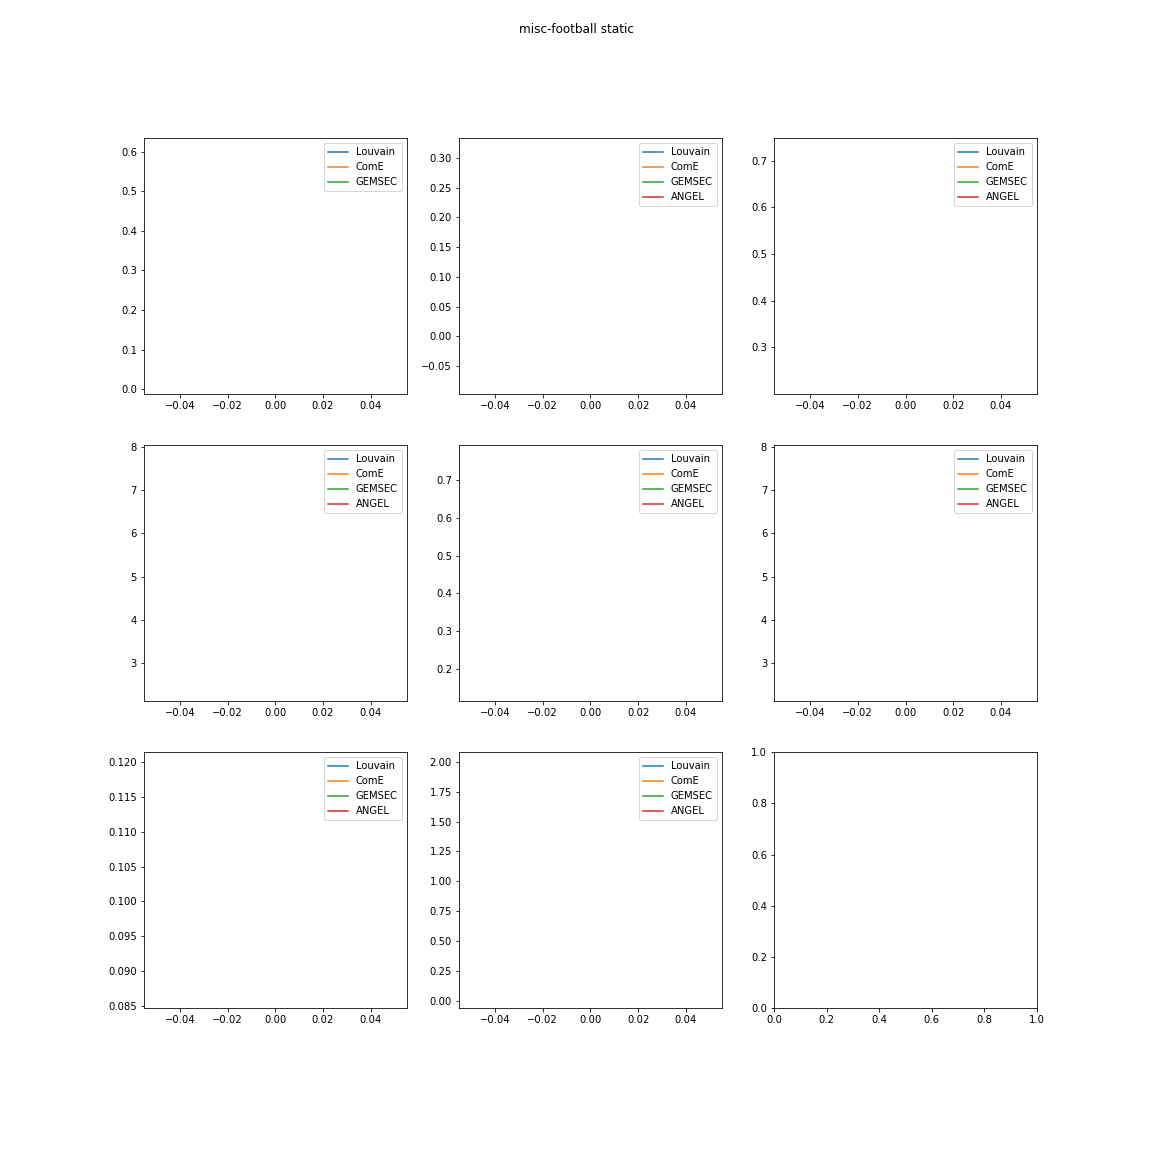 misc-football static
0.6
0.5
0.4
0.3
0.2
0.1
0.0
−0.04 −0.02 0.00 0.02 0.04
Louvain
ComE
GEMSEC
0.30
0.25
0.20
0.15
0.10
0.05
0.00
−0.05
−0.04 −0.02 0.00 0.02 0.04
Louvain
ComE
GEMSEC
ANGEL
0.7
0.6
0.5
0.4
0.3
−0.04 −0.02 0.00 0.02 0.04
Louvain
ComE
GEMSEC
ANGEL
8
7
6
5
4
3
−0.04 −0.02 0.00 0.02 0.04
Louvain
ComE
GEMSEC
ANGEL
0.7
0.6
0.5
0.4
0.3
0.2
−0.04 −0.02 0.00 0.02 0.04
Louvain
ComE
GEMSEC
ANGEL
8
7
6
5
4
3
−0.04 −0.02 0.00 0.02 0.04
Louvain
ComE
GEMSEC
ANGEL
0.120
0.115
0.110
0.105
0.100
0.095
0.090
0.085
−0.04 −0.02 0.00 0.02 0.04
Louvain
ComE
GEMSEC
ANGEL
2.00
1.75
1.50
1.25
1.00
0.75
0.50
0.25
0.00
−0.04 −0.02 0.00 0.02 0.04
Louvain
ComE
GEMSEC
ANGEL
1.0
0.8
0.6
0.4
0.2
0.0
0.0 0.2 0.4 0.6 0.8 1.0